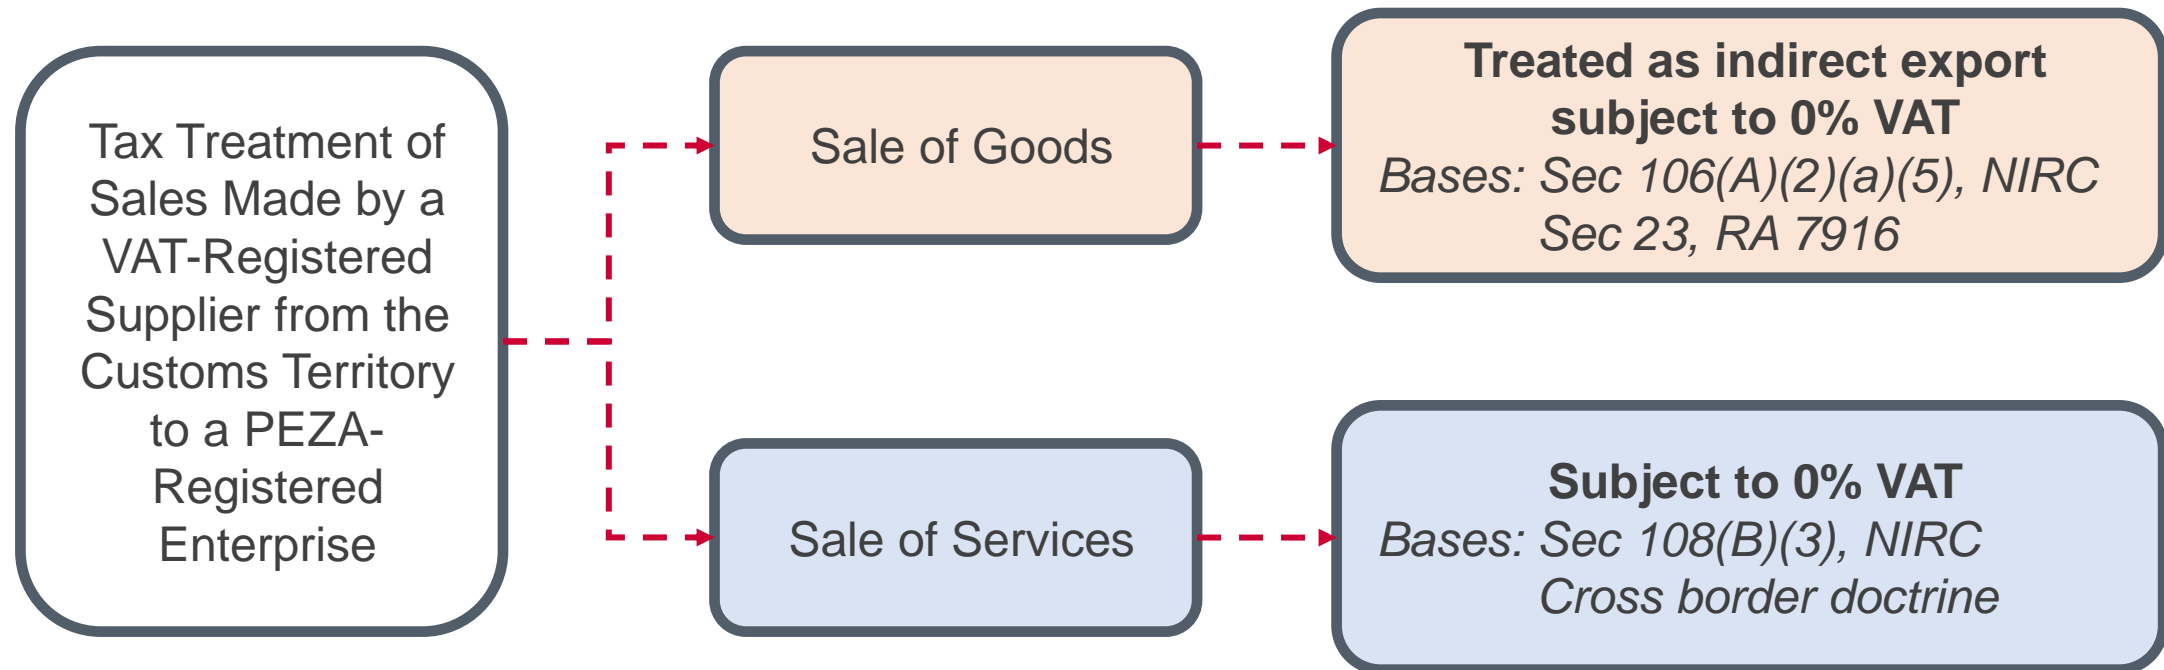 Tax Treatment of
Sales Made by a
VAT-Registered
Supplier from the
Customs Territory
to a PEZA-
Registered
Enterprise
Sale of Goods
Treated as indirect export
subject to 0% VAT
Bases: Sec 106(A)(2)(a)(5), NIRC
Sec 23, RA 7916
Sale of Services
Subject to 0% VAT
Bases: Sec 108(B)(3), NIRC
Cross border doctrine